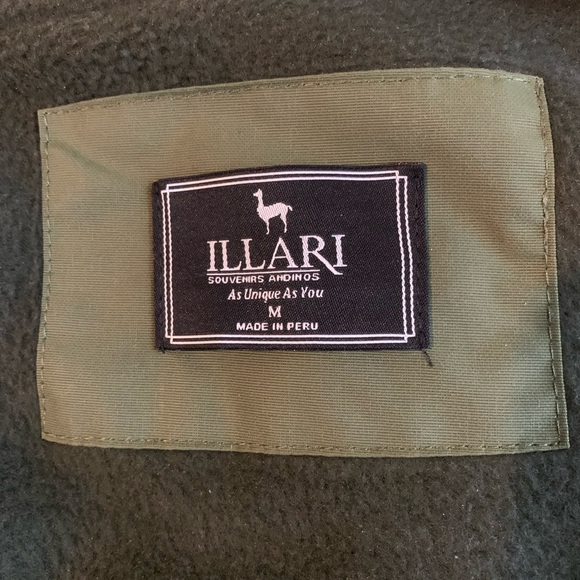 ILLARI
SOUVENIRS ANDINOS
As Unique As You
M
MADE IN PERU